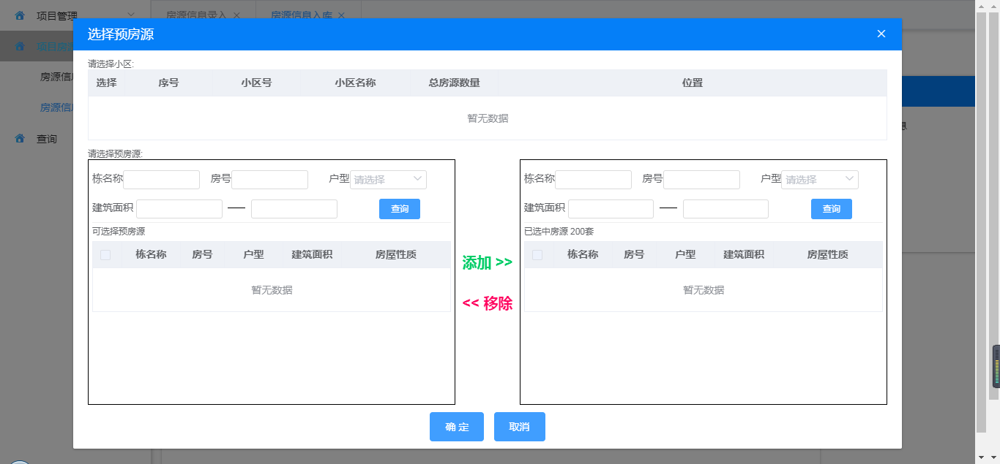 项目管理
房源信息录入
房源信息入库
选择预房源
项目房
房源信
房源信
查询
请选择小区:
选择 序号 小区号 小区名称 总房源数量 位置
暂无数据
息
请选择预房源:
栋名称 房号 户型 请选择
建筑面积 — 查询
可选择预房源
栋名称 房号 户型 建筑面积 房屋性质
暂无数据
添加 >>
<< 移除
栋名称 房号 户型 请选择
建筑面积 — 查询
已选中房源 200套
栋名称 房号 户型 建筑面积 房屋性质
暂无数据
确 定 取消